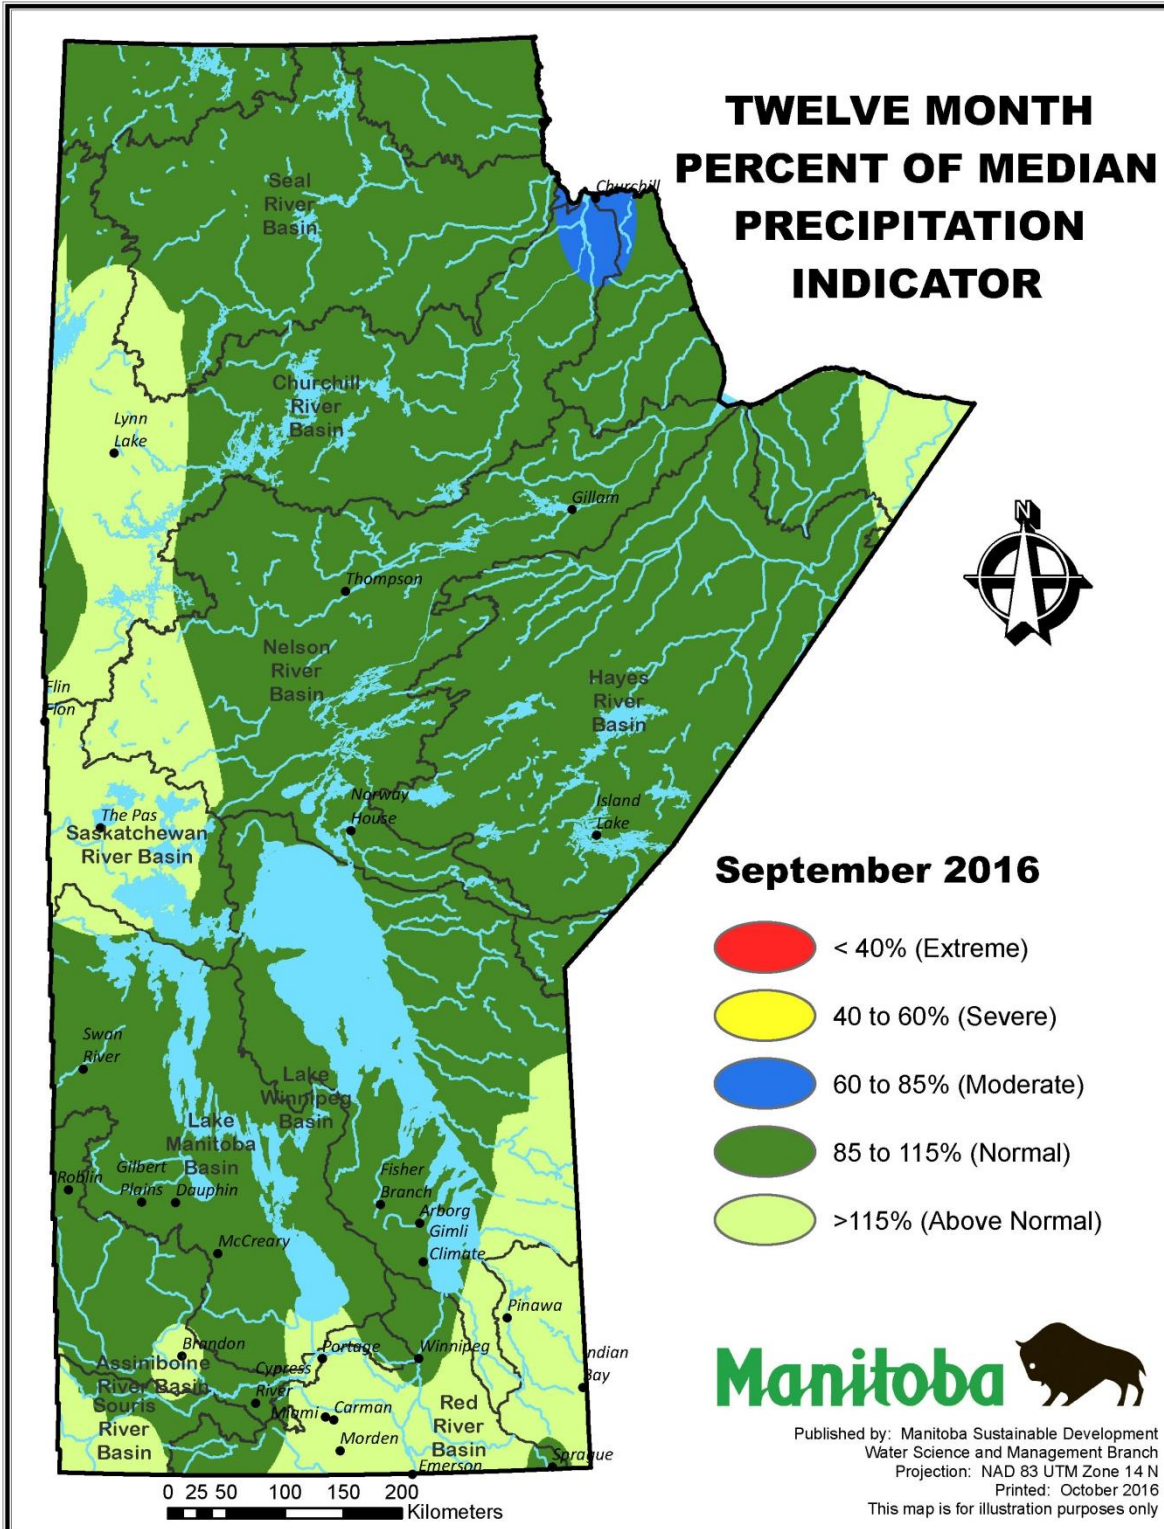 TWELVE MONTH
PERCENT OF MEDIAN
PRECIPITATION
INDICATOR
Churchill
Seal
River
Basin
Churchill
River
Basin
Lynn
Lake
Gillam
N
Thompson
Nelson
River
Basin
Hayes
River
Basin
Flin
Flon
Norway
House
Island
Lake
The Pas
Saskatchewan
River Basin
September 2016
< 40% (Extreme)
40 to 60% (Severe)
60 to 85% (Moderate)
85 to 115% (Normal)
>115% (Above Normal)
Swan
River
Lake
Winnipeg
Basin
Lake
Manitoba
Basin
Roblin
Gilbert
Plains
Dauphin
Fisher
Branch
Arborg
Gimli
Climate
McCreary
Pinawa
Brandon
Portage
Winnipeg
Indian
Bay
Assiniboine
River Basin
Cypress
River
Souris
River
Basin
Miami
Carman
Morden
Red
River
Basin
Emerson
Sprague
0 25 50 100 150 200
Kilometers
Manitoba
Published by: Manitoba Sustainable Development
Water Science and Management Branch
Projection: NAD 83 UTM Zone 14 N
Printed: October 2016
This map is for illustration purposes only